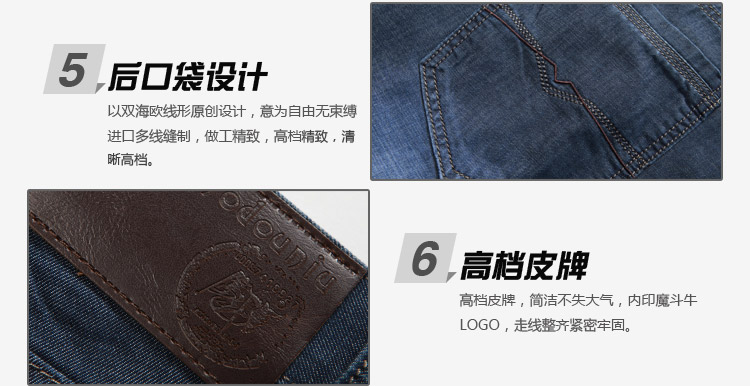 5 后口袋设计
以双海欧线形原创设计，意为自由无束缚
进口多线缝制，做工精致，高档精致，清
晰高档。
6 高档皮牌
高档皮牌，简洁不失大气，内印魔斗牛
LOGO，走线整齐紧密牢固。